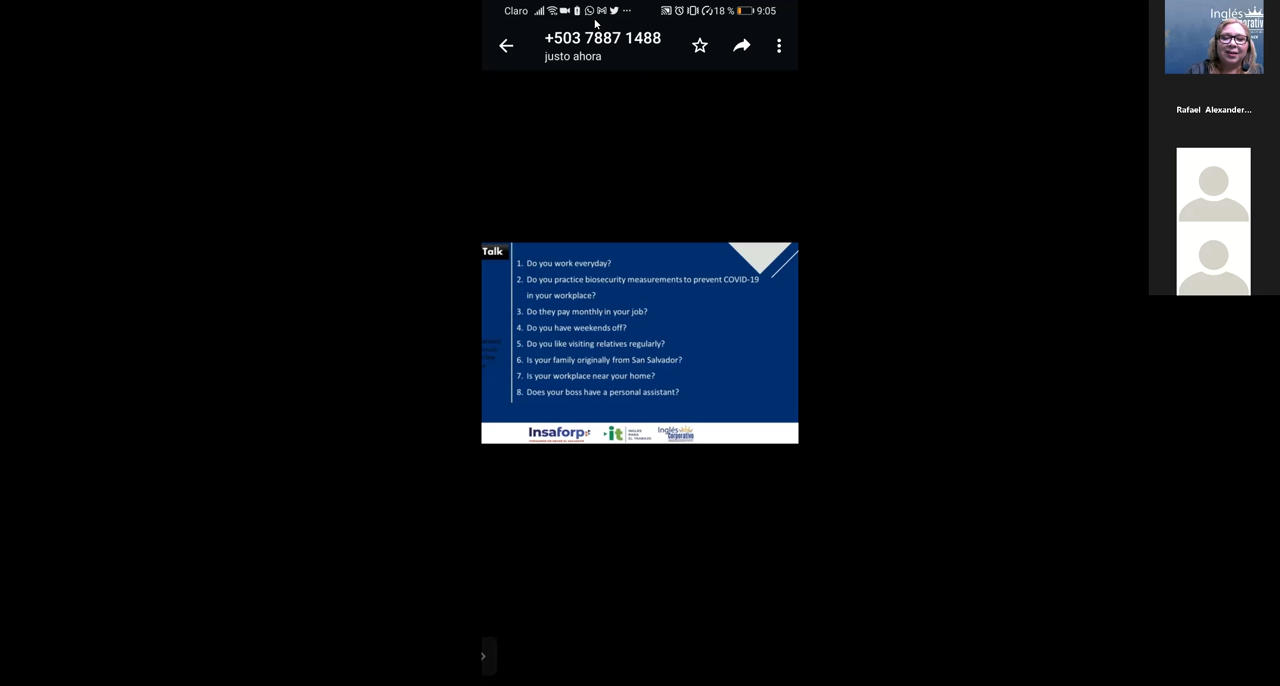 Claro 18 % 9:05
+503 7887 1488
justo ahora
Inglés
Rafael Alexander...
Talk
1. Do you work everyday?
2. Do you practice biosecurity measurements to prevent COVID-19
in your workplace?
3. Do they pay monthly in your job?
4. Do you have weekends off?
5. Do you like visiting relatives regularly?
6. Is your family originally from San Salvador?
7. Is your workplace near your home?
8. Does your boss have a personal assistant?
Insaforp it INGLÉS PARA EL TRABAJO Inglés Corporativo